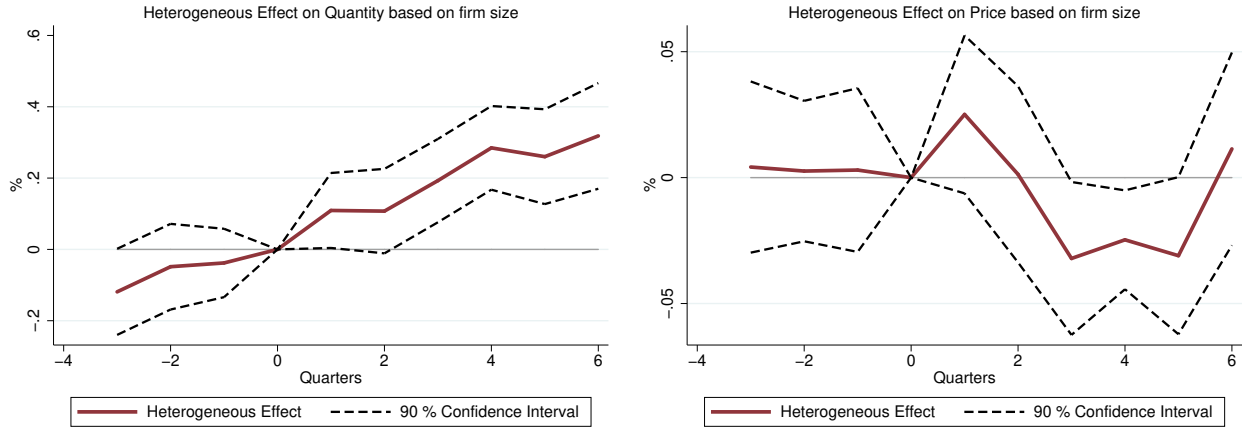 Heterogeneous Effect on Quantity based on firm size
.6
.4
.2
0
-.2
%
−4 −2 0 2 4 6
Quarters
Heterogeneous Effect 90 % Confidence Interval
Heterogeneous Effect on Price based on firm size
.05
0
-.05
%
−4 −2 0 2 4 6
Quarters
Heterogeneous Effect 90 % Confidence Interval